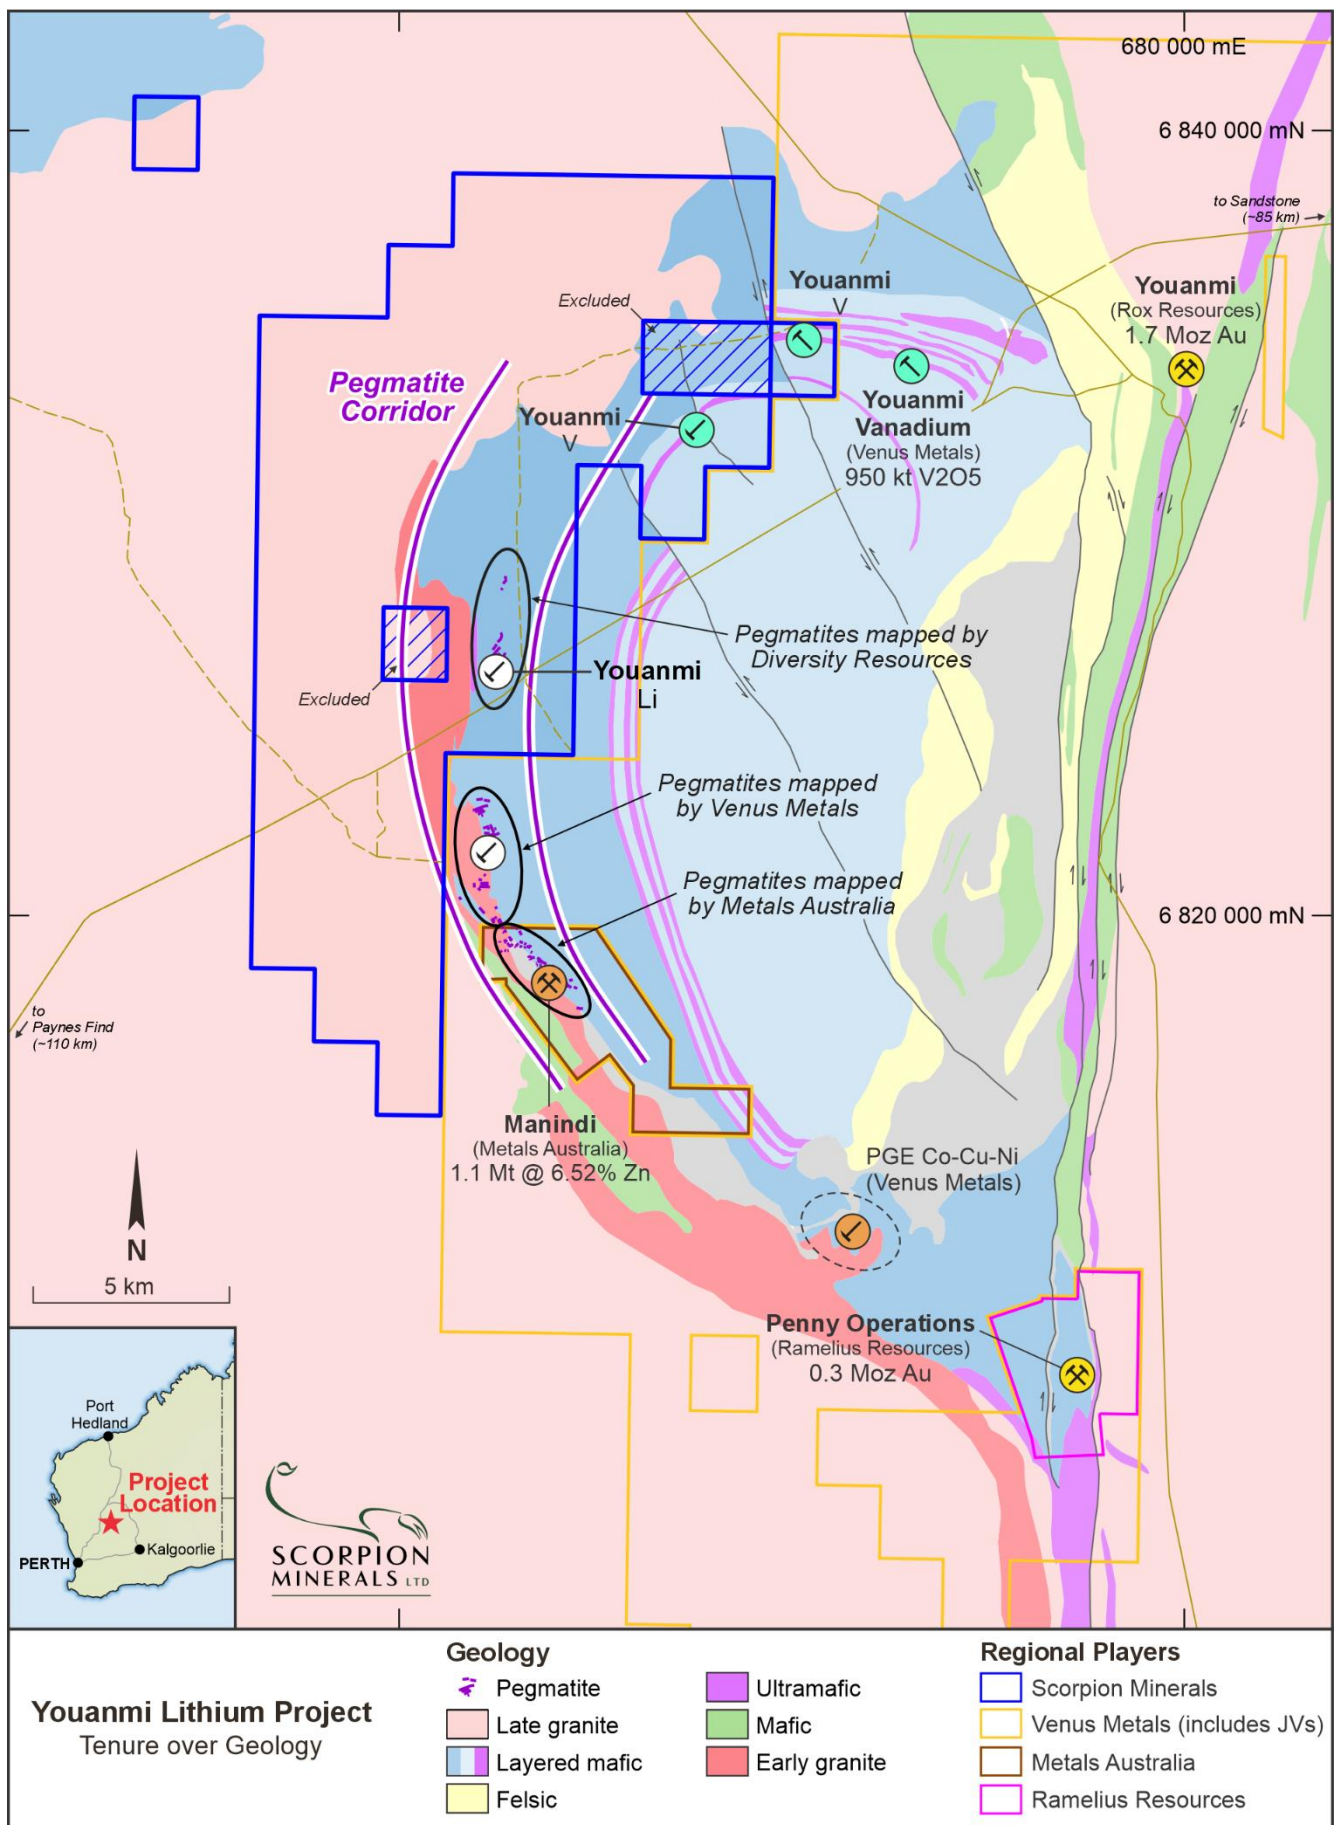 680 000 mE
6 840 000 mN
to Sandstone
(~85 km)
Youanmi
V
Excluded
Youanmi
(Rox Resources)
1.7 Moz Au
Pegmatite
Corridor
Youanmi
V
Youanmi
Vanadium
(Venus Metals)
950 kt V2O5
Pegmatites mapped by
Diversity Resources
Youanmi
Li
Excluded
Pegmatites mapped
by Venus Metals
Pegmatites mapped
by Metals Australia
6 820 000 mN
to
Paynes Find
(~110 km)
Manindi
(Metals Australia)
1.1 Mt @ 6.52% Zn
PGE Co-Cu-Ni
(Venus Metals)
N
5 km
Penny Operations
(Ramelius Resources)
0.3 Moz Au
Port
Hedland
Project
Location
Kalgoorlie
PERTH
SCORPION
MINERALS LTD
Youanmi Lithium Project
Tenure over Geology
Geology
Pegmatite
Late granite
Layered mafic
Felsic
Ultramafic
Mafic
Early granite
Regional Players
Scorpion Minerals
Venus Metals (includes JVs)
Metals Australia
Ramelius Resources